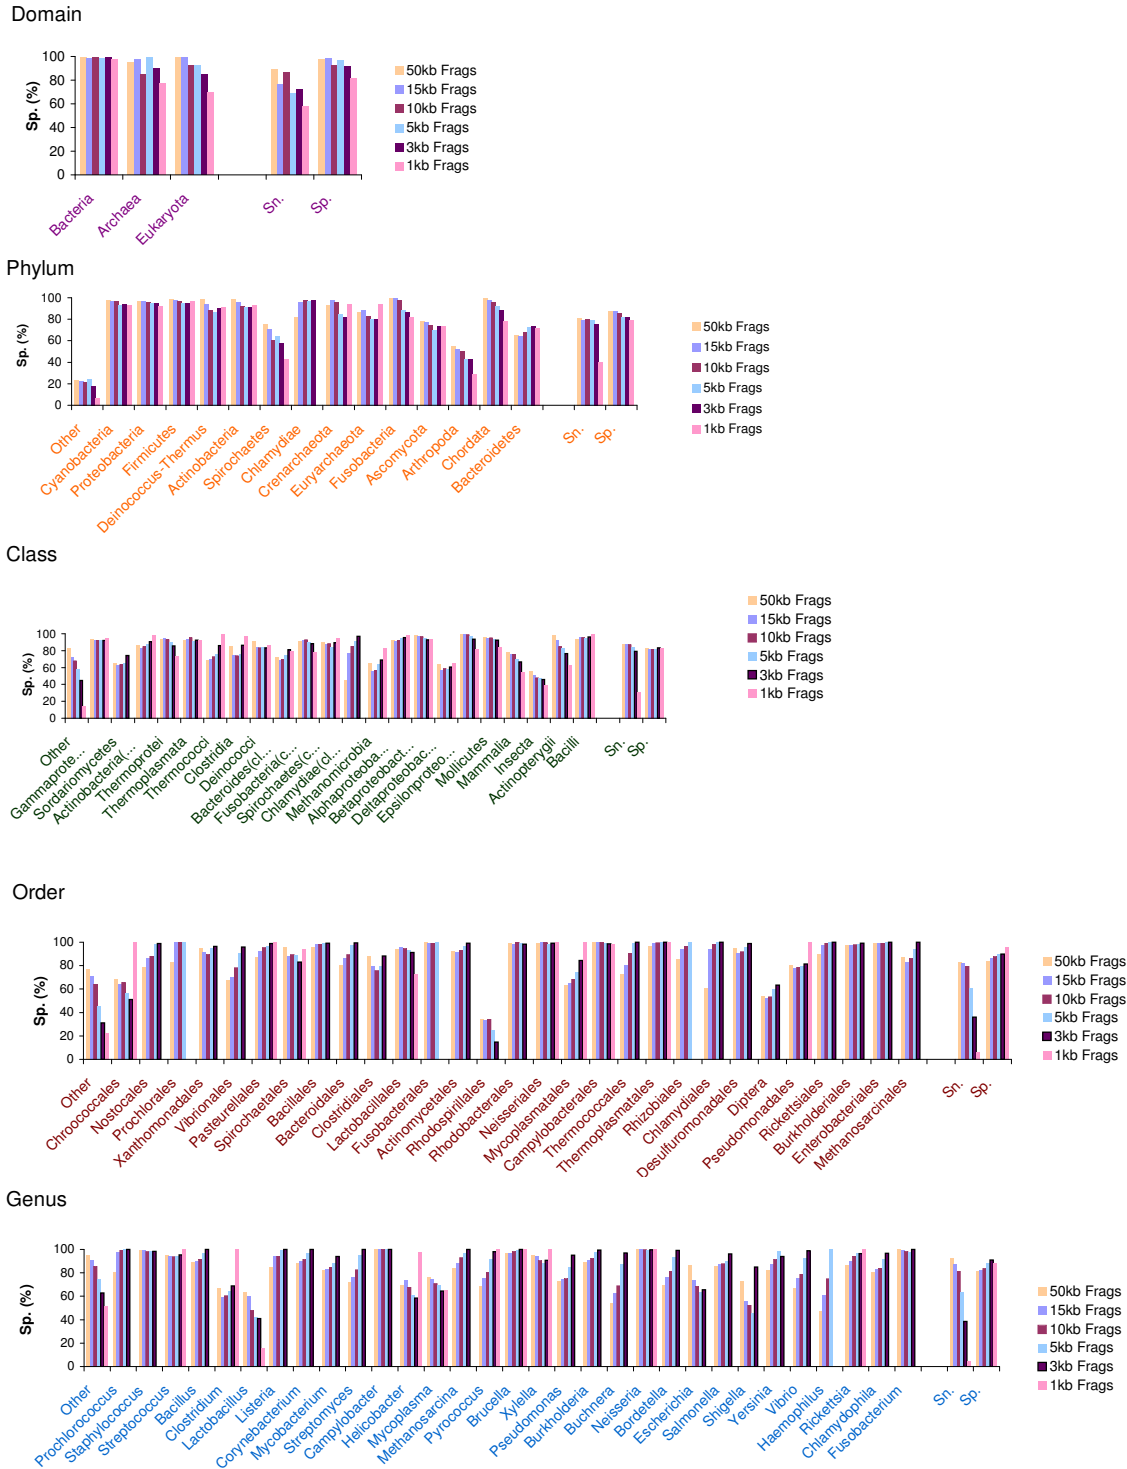 Domain
100
80
60
40
20
0
Sp. (%)
Bacteria
Archaea
Eukaryota
Sn.
Sp.
50kb Frags
15kb Frags
10kb Frags
5kb Frags
3kb Frags
1kb Frags
Phylum
100
80
60
40
20
0
Sp. (%)
Other
Cyanobacteria
Proteobacteria
Firmicutes
Deinococcus-Thermus
Actinobacteria
Spirochaetes
Chlamydiae
Crenarchaeota
Euryarchaeota
Fusobacteria
Ascomycota
Arthropoda
Chordata
Bacteroidetes
Sn.
Sp.
50kb Frags
15kb Frags
10kb Frags
5kb Frags
3kb Frags
1kb Frags
Class
100
80
60
40
20
0
Sp. (%)
Other
Gammaprote...
Sordariomycetes
Actinobacteria(...
Thermoprotei
Thermoplasmata
Thermococci
Clostridia
Deinococci
Bacteroides(cl...
Fusobacteria(c...
Spirochaetes(c...
Chlamydiae(cl...
Methanomicrobia
Alphaproteoba...
Betaproteobact...
Deltaproteobac...
Epsilonproteo...
Mollicutes
Mammalia
Insecta
Actinopterygii
Bacilli
Sn.
Sp.
50kb Frags
15kb Frags
10kb Frags
5kb Frags
3kb Frags
1kb Frags
Order
100
80
60
40
20
0
Sp. (%)
Other
Chrococcales
Nostocales
Prochlorales
Xanthomonadales
Vibrionales
Pasteurellales
Spirochaetales
Bacillales
Bacteroidales
Clostridiales
Lactobacillales
Fusobacterales
Actinomycetales
Rhodospirillales
Rhodobacterales
Neisseriales
Mycoplasmatales
Campylobacterales
Thermococcales
Thermoplasmatales
Rhizobiales
Chlamydiales
Desulfuromonadales
Diptera
Pseudomonadales
Rickettsiales
Burkholderiales
Enterobacteriales
Methanosarcinales
Sn.
Sp.
50kb Frags
15kb Frags
10kb Frags
5kb Frags
3kb Frags
1kb Frags
Genus
100
80
60
40
20
0
Sp. (%)
Other
Prochlorococcus
Staphylococcus
Streptococcus
Bacillus
Clostridium
Lactobacillus
Listeria
Corynebacterium
Mycobacterium
Streptomyces
Campylobacter
Helicobacter
Mycoplasma
Methanosarcina
Pyrococcus
Brucella
Xylella
Pseudomonas
Burkholderia
Buchnera
Neisseria
Bordetella
Escherichia
Salmonella
Shigella
Yersinia
Vibrio
Haemophilus
Rickettsia
Chlamydophila
Fusobacterium
Sn.
Sp.
50kb Frags
15kb Frags
10kb Frags
5kb Frags
3kb Frags
1kb Frags